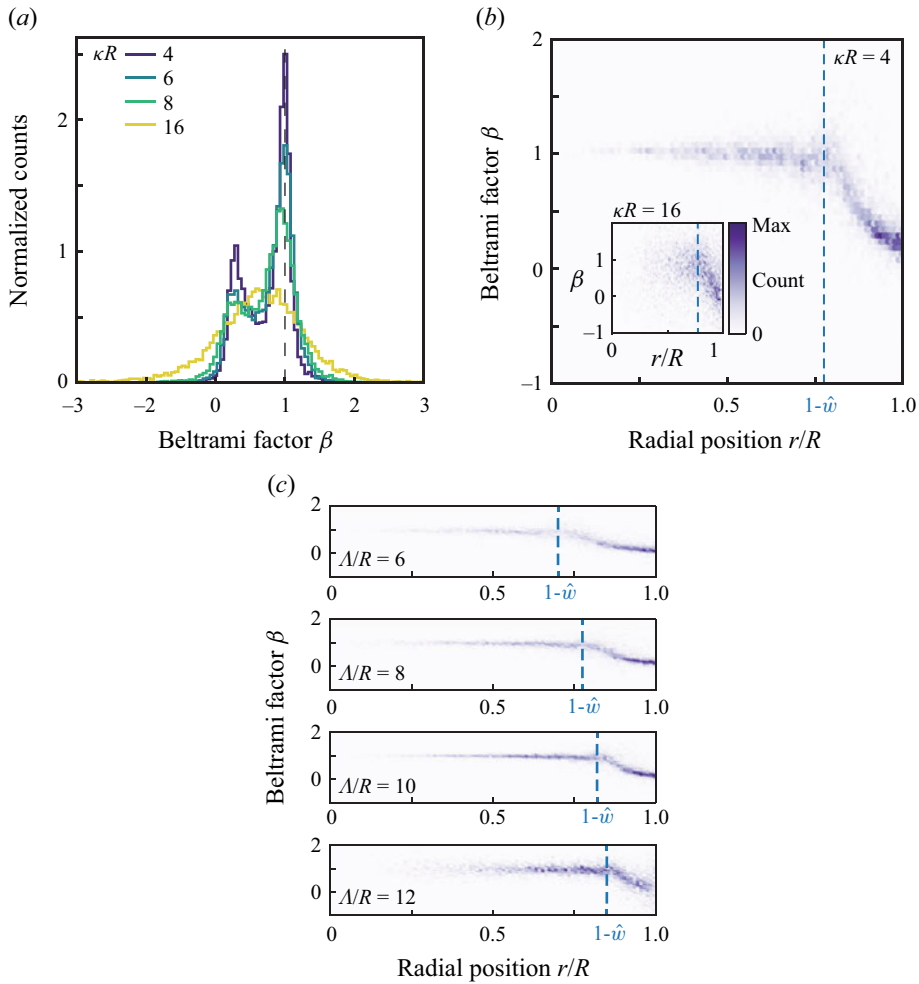 (a)
κR
4
6
8
16
Normalized counts
2
1
0
−3
−2
−1
0
1
2
3
Beltrami factor β
(b)
κR = 4
Beltrami factor β
2
1
0
−1
κR = 16
β
1
0
−1
0
1
r/R
Max
Count
0
0
0.5
1-ŵ
1.0
Radial position r/R
(c)
Beltrami factor β
2
0
Λ/R = 6
0
0.5
1-ŵ
1.0
2
0
Λ/R = 8
0
0.5
1-ŵ
1.0
2
0
Λ/R = 10
0
0.5
1-ŵ
1.0
2
0
Λ/R = 12
0
0.5
1-ŵ
1.0
Radial position r/R